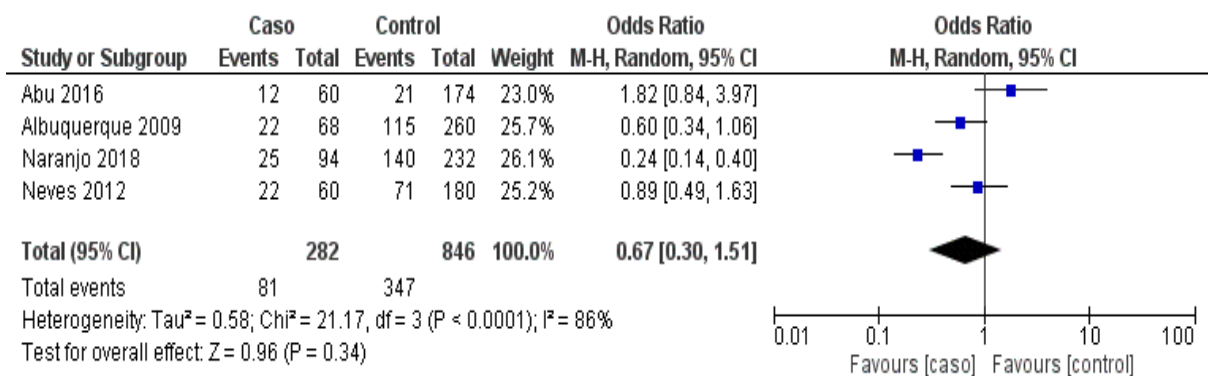 Caso Control Odds Ratio Odds Ratio
Study or Subgroup Events Total Events Total Weight M-H, Random, 95% CI M-H, Random, 95% CI
Abu 2016 12 60 21 174 23.0% 1.82 [0.84, 3.97]
Albuquerque 2009 22 68 115 260 25.7% 0.60 [0.34, 1.06]
Naranjo 2018 25 94 140 232 26.1% 0.24 [0.14, 0.40]
Neves 2012 22 60 71 180 25.2% 0.89 [0.49, 1.63]
Total (95% CI) 282 846 100.0% 0.67 [0.30, 1.51]
Total events 81 347
Heterogeneity: Tau² = 0.58; Chi² = 21.17, df = 3 (P < 0.0001); I² = 86%
Test for overall effect: Z = 0.96 (P = 0.34)
0.01 0.1 1 10 100
Favours [caso] Favours [control]